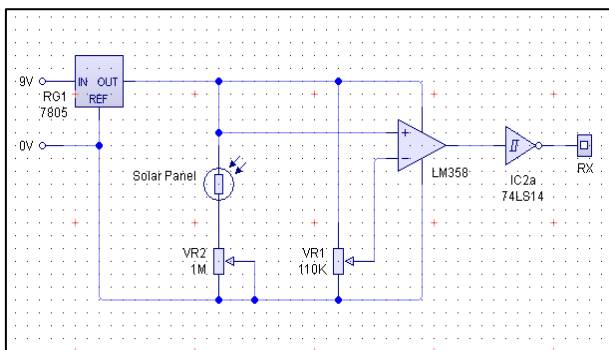 9V
IN OUT
REF
RG1
7805
0V
Solar Panel
VR2
1M
VR1
110K
+
−
LM358
IC2a
74LS14
RX